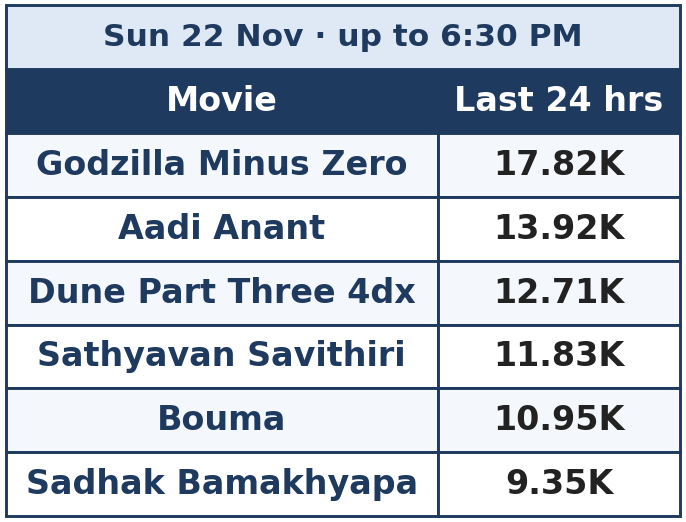 Sun 22 Nov · up to 6:30 PM
Movie Last 24 hrs
Godzilla Minus Zero 17.82K
Aadi Anant 13.92K
Dune Part Three 4dx 12.71K
Sathyavan Savithiri 11.83K
Bouma 10.95K
Sadhak Bamakhyapa 9.35K